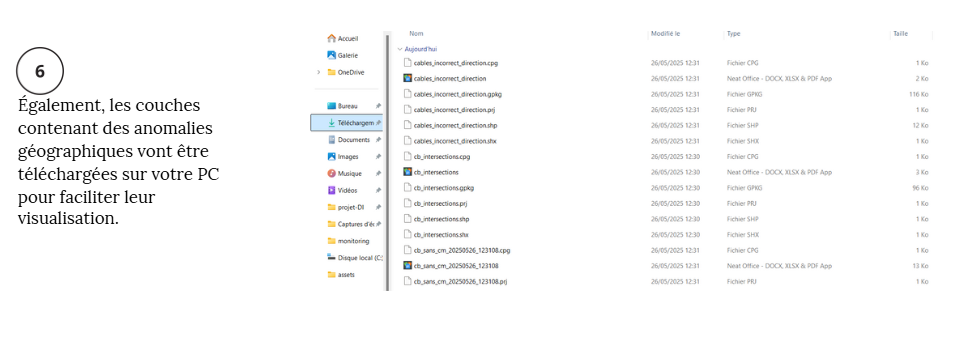 6
Également, les couches
contenant des anomalies
géographiques vont être
téléchargées sur votre PC
pour faciliter leur
visualisation.
Accueil
Galerie
OneDrive
Bureau
Téléchargem
Documents
Images
Musique
Vidéos
projet-DI
Captures d'éc
monitoring
Disque local (C:
assets
Nom Modifié le Type Taille
Aujourd'hui
cables_incorrect_direction.cpg 26/05/2025 12:31 Fichier CPG 1 Ko
cables_incorrect_direction 26/05/2025 12:31 Neat Office - DOCX, XLSX & PDF App 2 Ko
cables_incorrect_direction.gpkg 26/05/2025 12:31 Fichier GPKG 116 Ko
cables_incorrect_direction.prj 26/05/2025 12:31 Fichier PRJ 1 Ko
cables_incorrect_direction.shp 26/05/2025 12:31 Fichier SHP 12 Ko
cables_incorrect_direction.shx 26/05/2025 12:31 Fichier SHX 1 Ko
cb_intersections.cpg 26/05/2025 12:30 Fichier CPG 1 Ko
cb_intersections 26/05/2025 12:30 Neat Office - DOCX, XLSX & PDF App 3 Ko
cb_intersections.gpkg 26/05/2025 12:30 Fichier GPKG 96 Ko
cb_intersections.prj 26/05/2025 12:30 Fichier PRJ 1 Ko
cb_intersections.shp 26/05/2025 12:30 Fichier SHP 1 Ko
cb_intersections.shx 26/05/2025 12:30 Fichier SHX 1 Ko
cb_sans_cm_20250526_123108.cpg 26/05/2025 12:31 Fichier CPG 1 Ko
cb_sans_cm_20250526_123108 26/05/2025 12:31 Neat Office - DOCX, XLSX & PDF App 13 Ko
cb_sans_cm_20250526_123108.prj 26/05/2025 12:31 Fichier PRJ 1 Ko